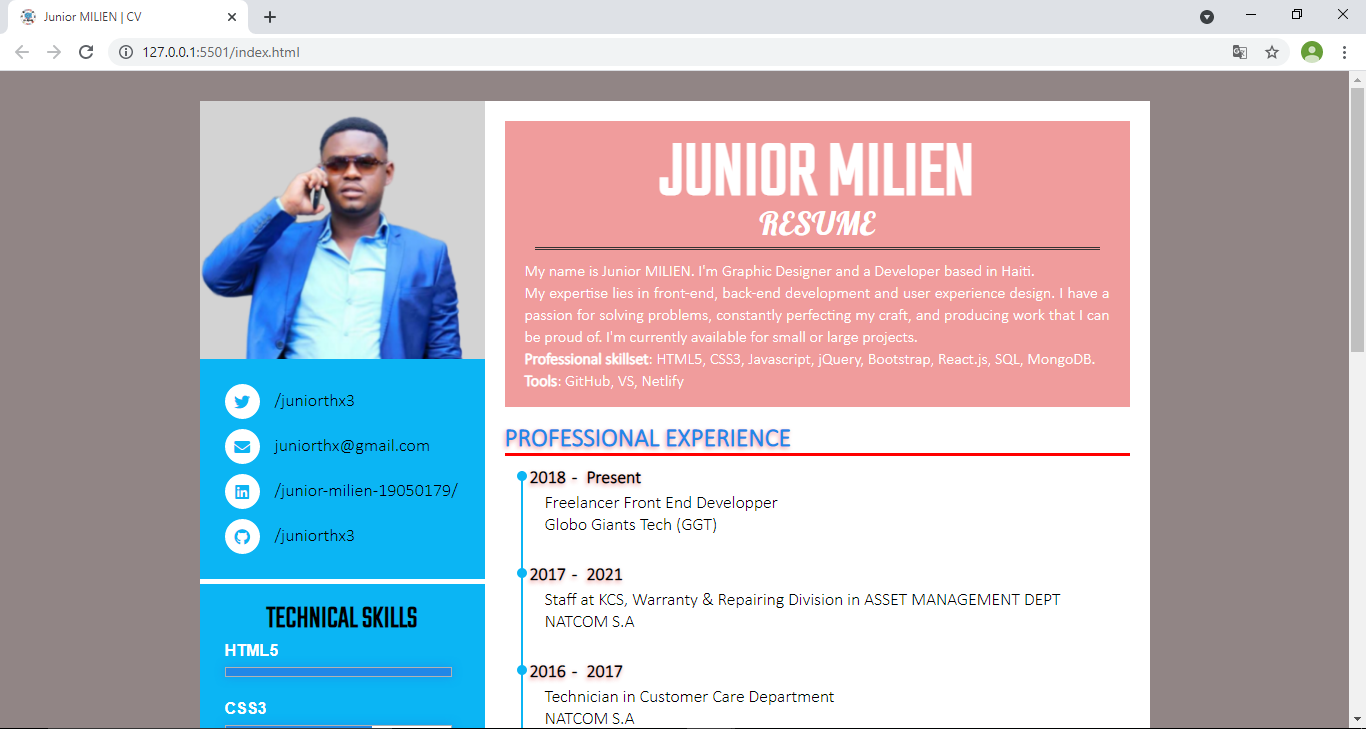 Junior MILIEN | CV
127.0.0.1:5501/index.html
JUNIOR MILIEN
RESUME
My name is Junior MILIEN. I'm Graphic Designer and a Developer based in Haiti.
My expertise lies in front-end, back-end development and user experience design. I have a
passion for solving problems, constantly perfecting my craft, and producing work that I can
be proud of. I'm currently available for small or large projects.
Professional skillset: HTML5, CSS3, Javascript, jQuery, Bootstrap, React.js, SQL, MongoDB.
Tools: GitHub, VS, Netlify
/juniorthx3
juniorthx@gmail.com
/junior-milien-19050179/
/juniorthx3
TECHNICAL SKILLS
HTML5
CSS3
PROFESSIONAL EXPERIENCE
2018 - Present
Freelancer Front End Developper
Globo Giants Tech (GGT)
2017 - 2021
Staff at KCS, Warranty & Repairing Division in ASSET MANAGEMENT DEPT
NATCOM S.A
2016 - 2017
Technician in Customer Care Department
NATCOM S.A